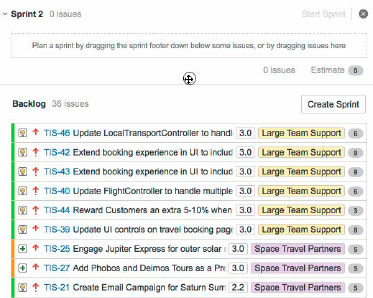 Sprint 2 0 issues Start Sprint
Plan a sprint by dragging the sprint footer down below some issues, or by dragging issues here
0 issues Estimate 0
Backlog 36 issues Create Sprint
TIS-46 Update LocalTransportController to handl 3.0 Large Team Support 6
TIS-42 Extend booking experience in UI to includ 3.0 Large Team Support 9
TIS-43 Extend booking experience in UI to includ 3.0 Large Team Support 9
TIS-40 Update FlightController to handle multiple 3.0 Large Team Support 5
TIS-44 Reward Customers an extra 5-10% when 3.0 Large Team Support 5
TIS-39 Update UI controls on travel booking page 3.0 Large Team Support 5
TIS-25 Engage Jupiter Express for outer solar 3.0 Space Travel Partners 5
TIS-27 Add Phobos and Deimos Tours as a Pre 3.0 Space Travel Partners 5
TIS-21 Create Email Campaign for Saturn Sum 2.2 Space Travel Partners 5